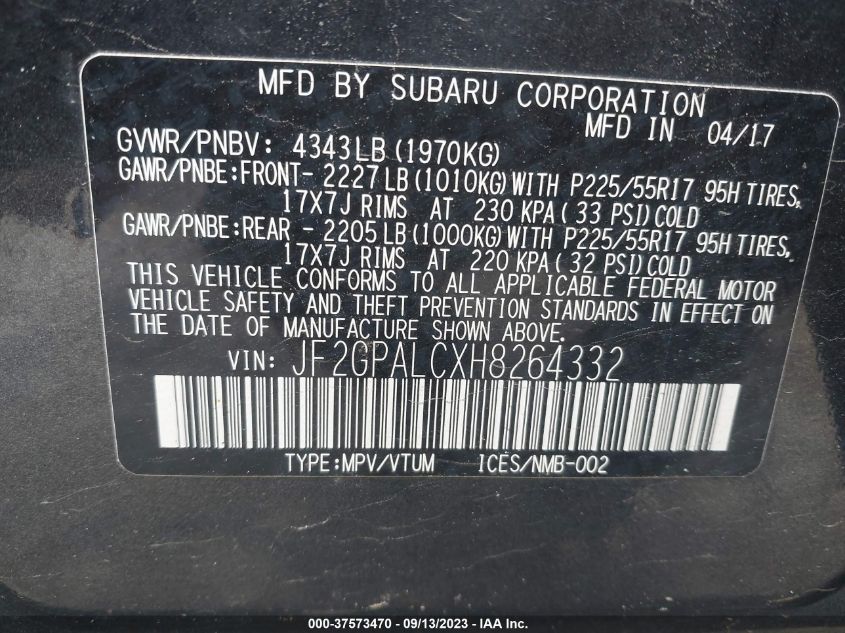 MFD BY SUBARU CORPORATION
MFD IN 04/17
GVWR/PNBV: 4343LB (1970KG)
GAWR/PNBE:FRONT- 2227 LB (1010KG) WITH P225/55R17 95H TIRES,
17X7J RIMS AT 230 KPA ( 33 PSI) COLD
GAWR/PNBE:REAR - 2205 LB (1000KG) WITH P225/55R17 95H TIRES,
17X7J RIMS AT 220 KPA ( 32 PSI) COLD
THIS VEHICLE CONFORMS TO ALL APPLICABLE FEDERAL MOTOR
VEHICLE SAFETY AND THEFT PREVENTION STANDARDS IN EFFECT ON
THE DATE OF MANUFACTURE SHOWN ABOVE.
VIN: JF2GPALCXH8264332
TYPE:MPV/VTUM ICES/NMB-002
000-37573470 - 09/13/2023 - IAA Inc.